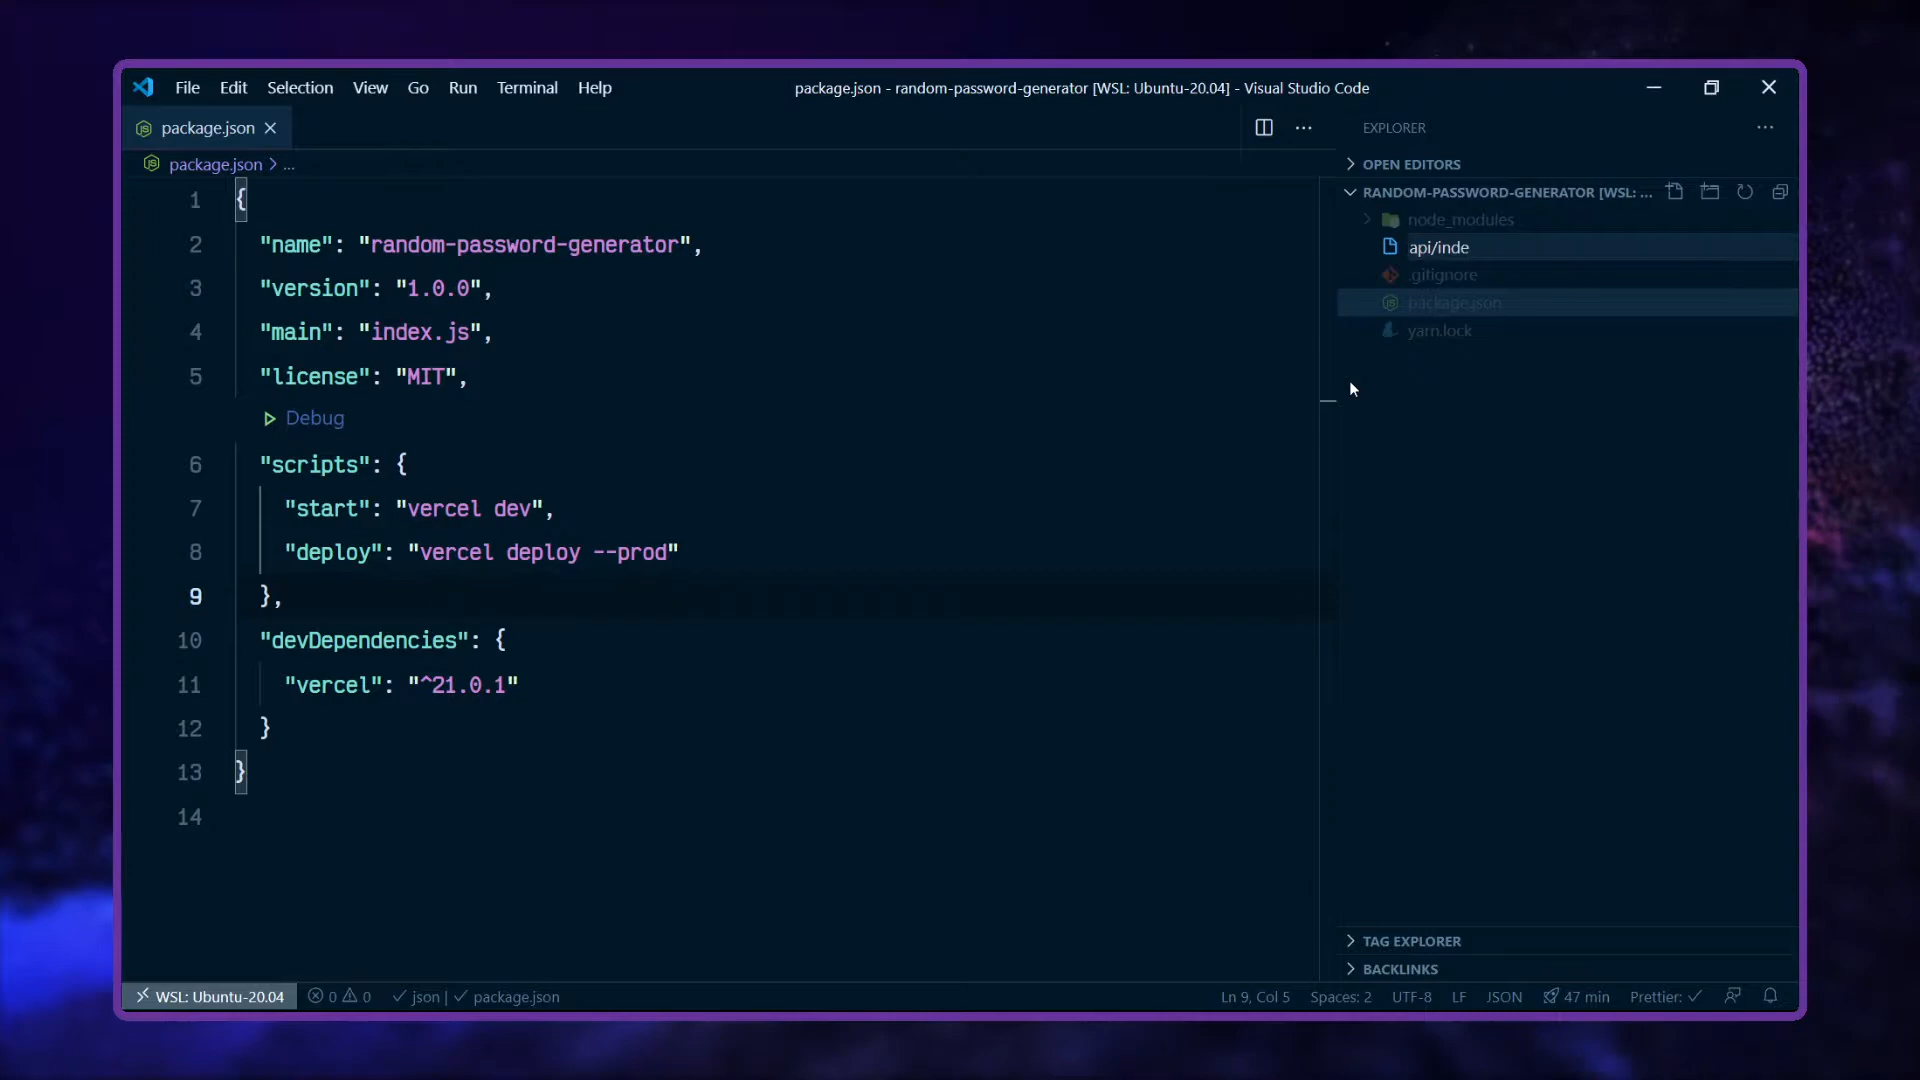 File Edit Selection View Go Run Terminal Help
package.json - random-password-generator [WSL: Ubuntu-20.04] - Visual Studio Code
package.json
package.json > ...
1 {
2 "name": "random-password-generator",
3 "version": "1.0.0",
4 "main": "index.js",
5 "license": "MIT",
Debug
6 "scripts": {
7 "start": "vercel dev",
8 "deploy": "vercel deploy --prod"
9 },
10 "devDependencies": {
11 "vercel": "^21.0.1"
12 }
13 }
14
EXPLORER
OPEN EDITORS
RANDOM-PASSWORD-GENERATOR [WSL: ...
node_modules
api/inde
.gitignore
package.json
yarn.lock
TAG EXPLORER
BACKLINKS
WSL: Ubuntu-20.04 0 0 json | package.json Ln 9, Col 5 Spaces: 2 UTF-8 LF JSON 47 min Prettier: